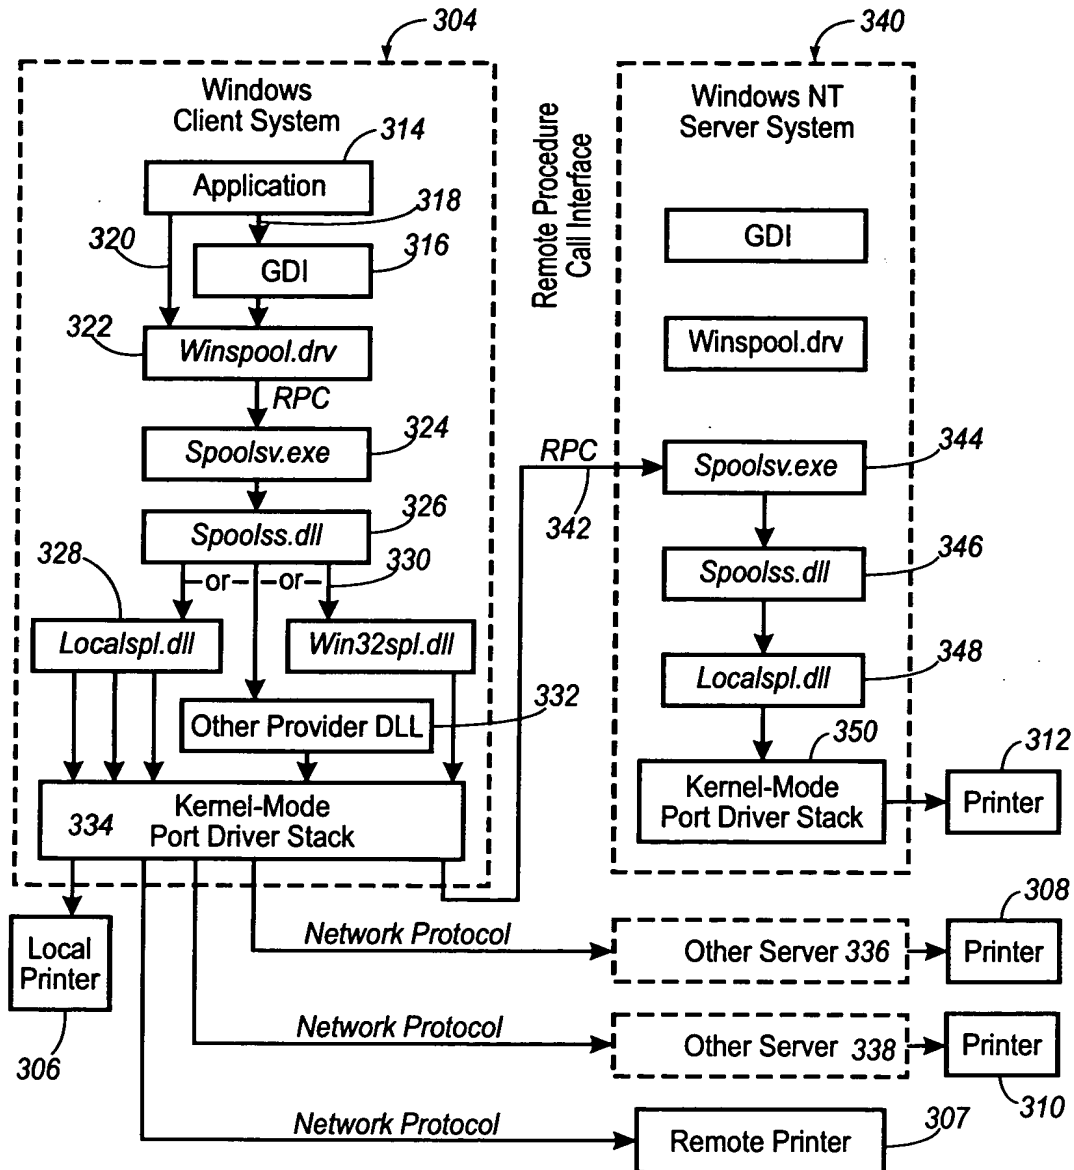 304
340
Windows
Client System
Windows NT
Server System
314
Application
318
320
316
GDI
GDI
Remote Procedure
Call Interface
322
Winspool.drv
Winspool.drv
RPC
324
Spoolsv.exe
RPC
342
Spoolsv.exe
344
326
Spoolss.dll
328
-or-
-or-
330
Spoolss.dll
346
Localspl.dll
Win32spl.dll
Localspl.dll
348
332
Other Provider DLL
350
312
334
Kernel-Mode
Port Driver Stack
Kernel-Mode
Port Driver Stack
Printer
308
Local
Printer
306
Network Protocol
Other Server 336
Printer
Network Protocol
Other Server 338
Printer
310
Network Protocol
Remote Printer
307